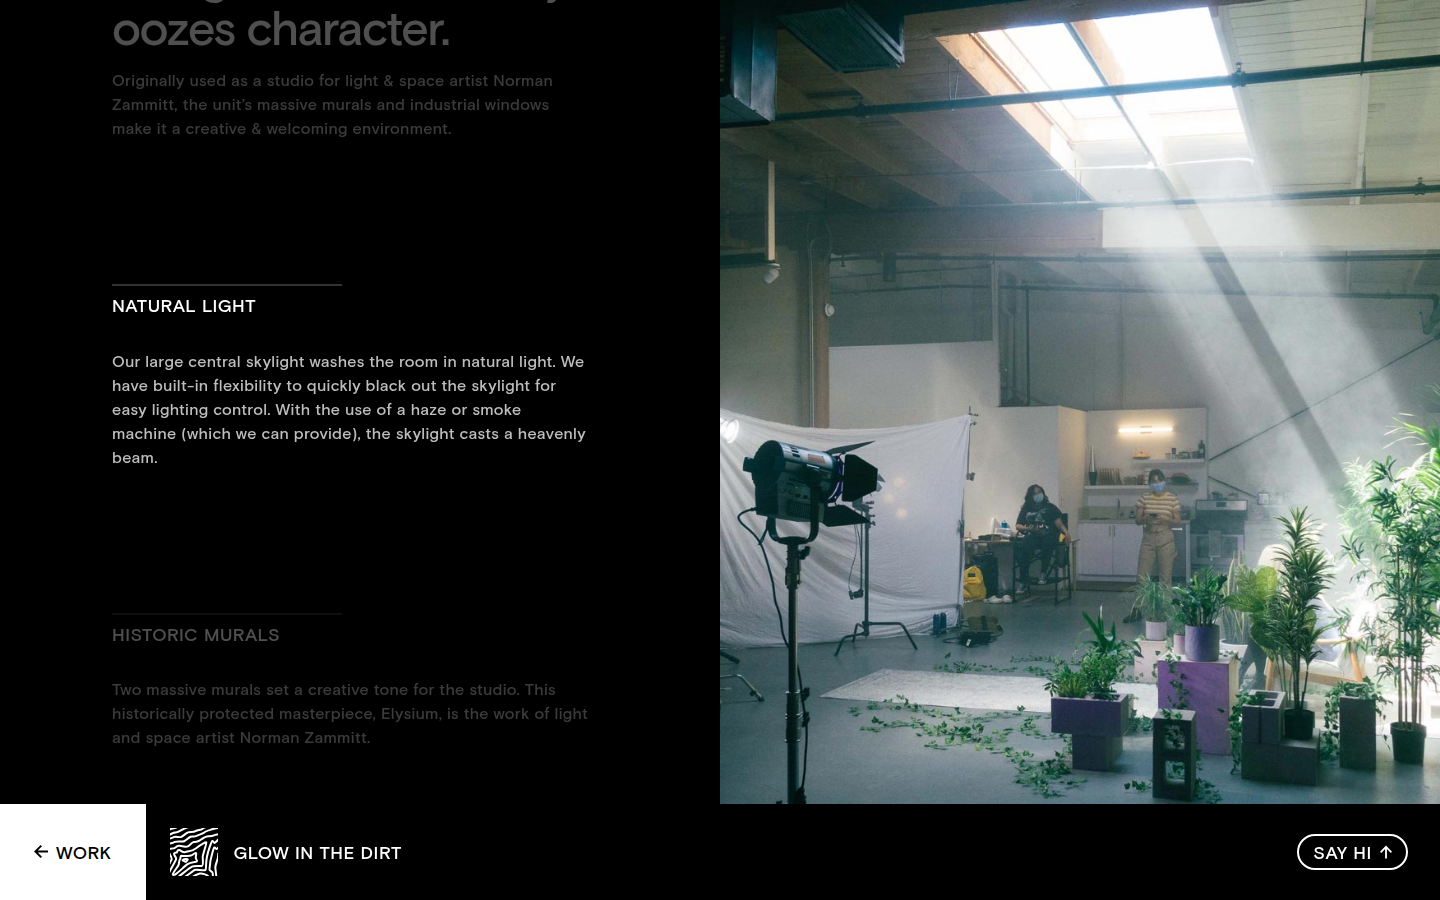 oozes character.
Originally used as a studio for light & space artist Norman
Zammitt, the unit's massive murals and industrial windows
make it a creative & welcoming environment.
NATURAL LIGHT
Our large central skylight washes the room in natural light. We
have built-in flexibility to quickly black out the skylight for
easy lighting control. With the use of a haze or smoke
machine (which we can provide), the skylight casts a heavenly
beam.
HISTORIC MURALS
Two massive murals set a creative tone for the studio. This
historically protected masterpiece, Elysium, is the work of light
and space artist Norman Zammitt.
← WORK
GLOW IN THE DIRT
SAY HI ↑